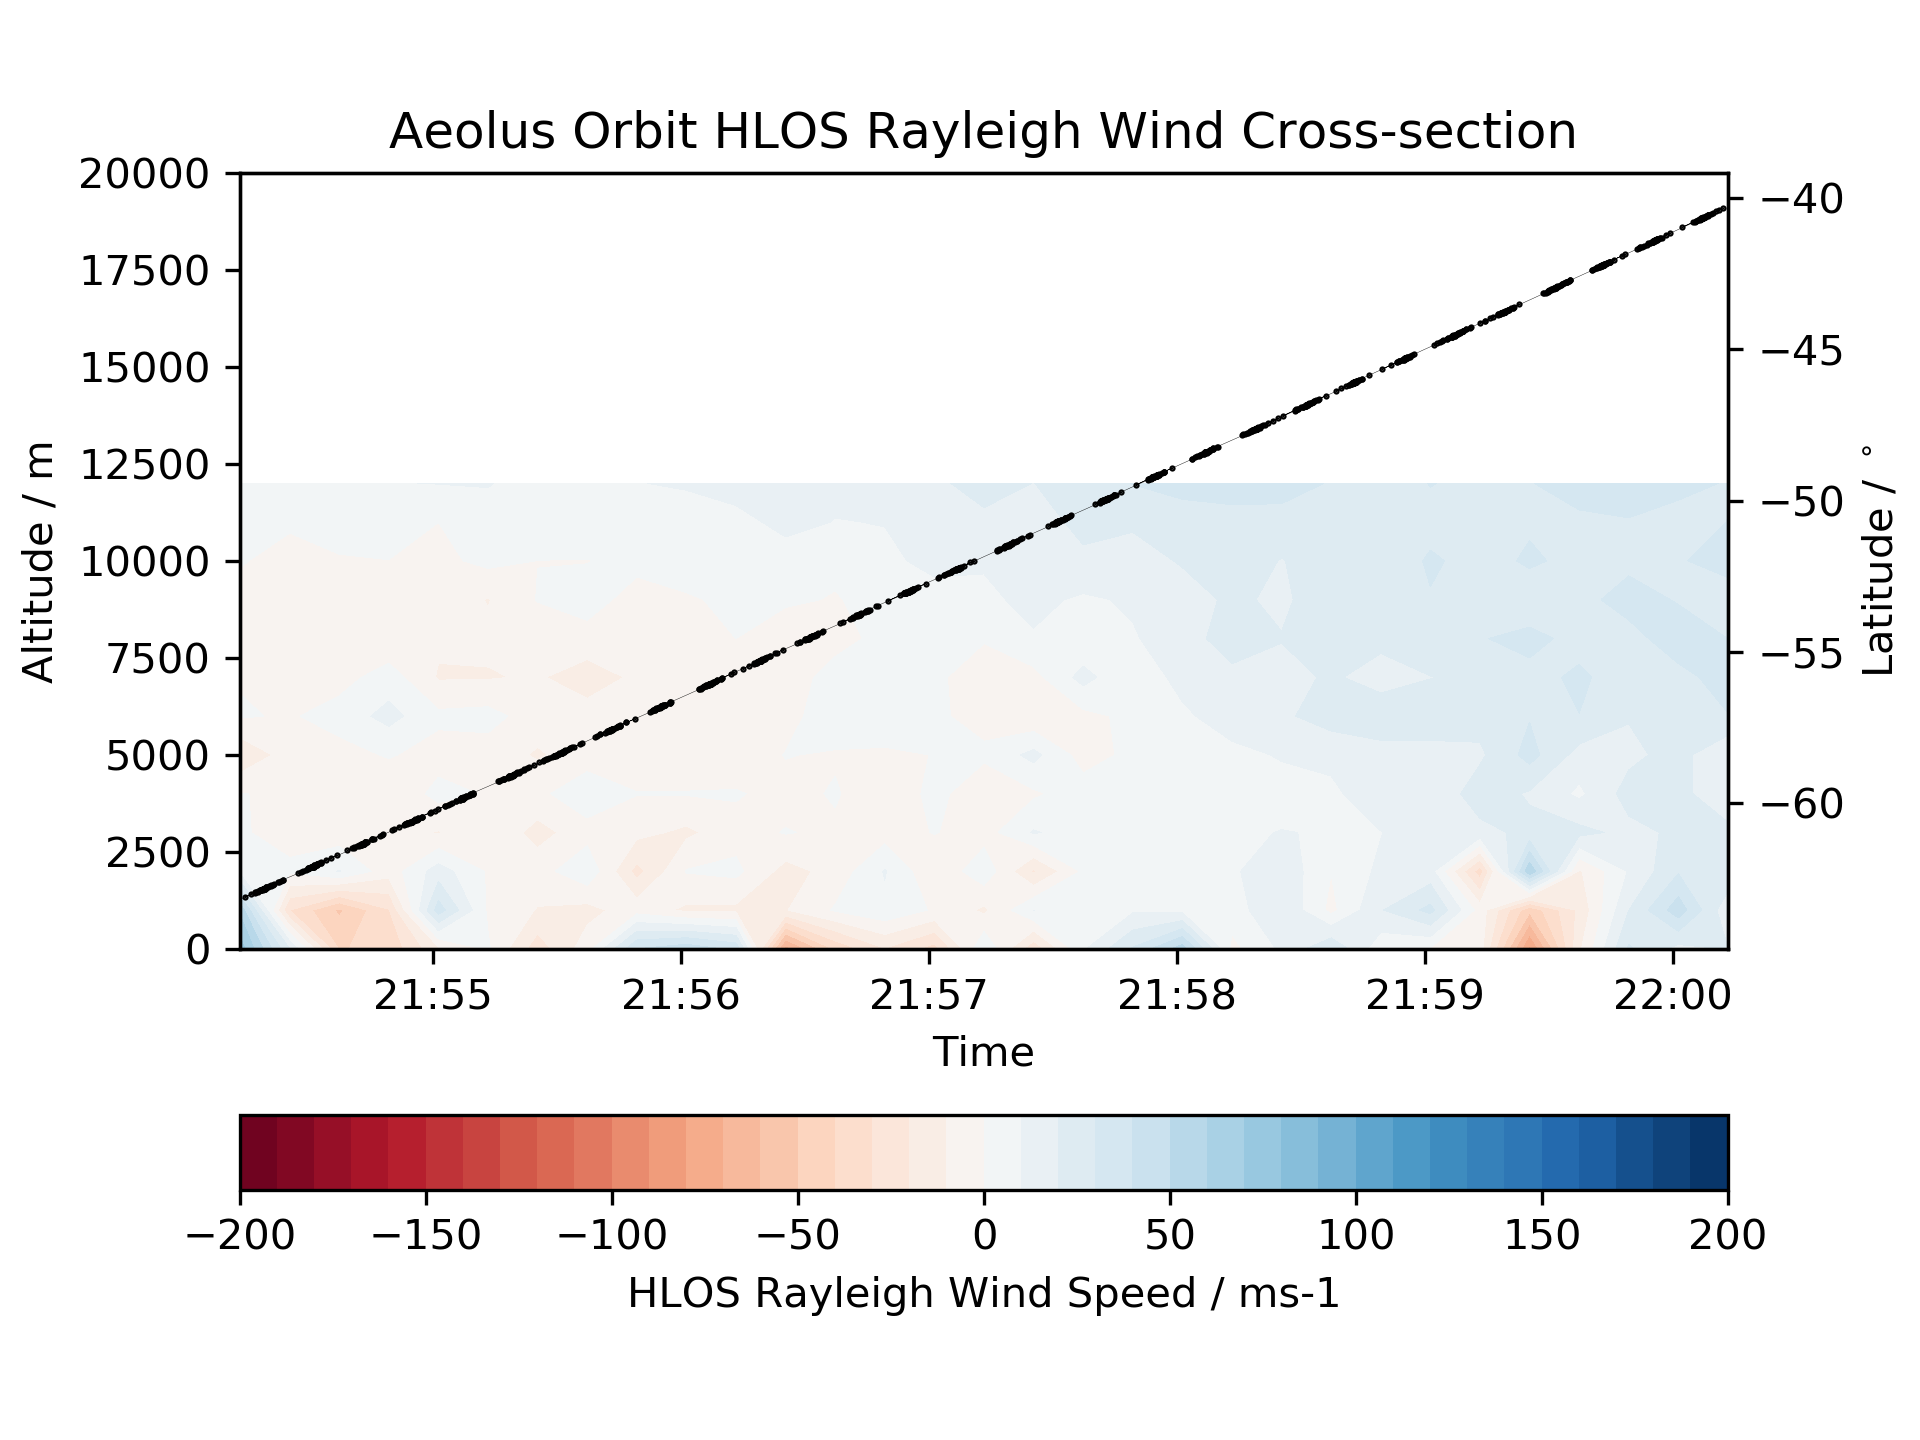 Aeolus Orbit HLOS Rayleigh Wind Cross-section
20000
17500
15000
12500
10000
7500
5000
2500
0
Altitude / m
−40
−45
−50
−55
−60
Latitude / °
21:55 21:56 21:57 21:58 21:59 22:00
Time
−200 −150 −100 −50 0 50 100 150 200
HLOS Rayleigh Wind Speed / ms-1